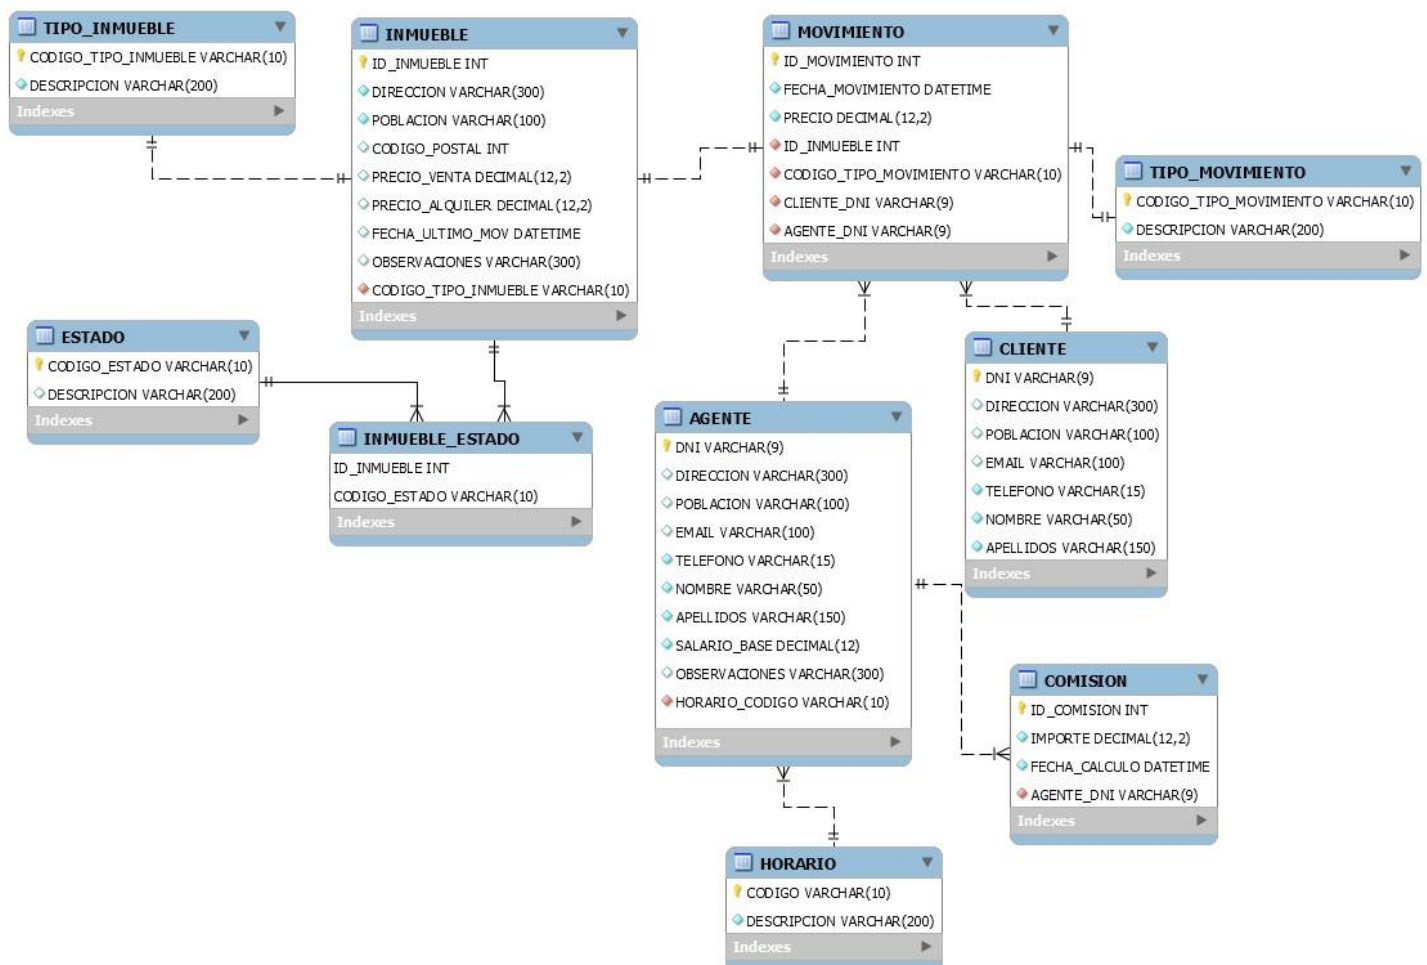 TIPO_INMUEBLE
CODIGO_TIPO_INMUEBLE VARCHAR(10)
DESCRIPCION VARCHAR(200)
Indexes
INMUEBLE
ID_INMUEBLE INT
DIRECCION VARCHAR(300)
POBLACION VARCHAR(100)
CODIGO_POSTAL INT
PRECIO_VENTA DECIMAL(12,2)
PRECIO_ALQUILER DECIMAL(12,2)
FECHA_ULTIMO_MOV DATETIME
OBSERVACIONES VARCHAR(300)
CODIGO_TIPO_INMUEBLE VARCHAR(10)
Indexes
MOVIMIENTO
ID_MOVIMIENTO INT
FECHA_MOVIMIENTO DATETIME
PRECIO DECIMAL(12,2)
ID_INMUEBLE INT
CODIGO_TIPO_MOVIMIENTO VARCHAR(10)
CLIENTE_DNI VARCHAR(9)
AGENTE_DNI VARCHAR(9)
Indexes
TIPO_MOVIMIENTO
CODIGO_TIPO_MOVIMIENTO VARCHAR(10)
DESCRIPCION VARCHAR(200)
Indexes
ESTADO
CODIGO_ESTADO VARCHAR(10)
DESCRIPCION VARCHAR(200)
Indexes
INMUEBLE_ESTADO
ID_INMUEBLE INT
CODIGO_ESTADO VARCHAR(10)
Indexes
AGENTE
DNI VARCHAR(9)
DIRECCION VARCHAR(300)
POBLACION VARCHAR(100)
EMAIL VARCHAR(100)
TELEFONO VARCHAR(15)
NOMBRE VARCHAR(50)
APELLIDOS VARCHAR(150)
SALARIO_BASE DECIMAL(12)
OBSERVACIONES VARCHAR(300)
HORARIO_CODIGO VARCHAR(10)
Indexes
CLIENTE
DNI VARCHAR(9)
DIRECCION VARCHAR(300)
POBLACION VARCHAR(100)
EMAIL VARCHAR(100)
TELEFONO VARCHAR(15)
NOMBRE VARCHAR(50)
APELLIDOS VARCHAR(150)
Indexes
COMISION
ID_COMISION INT
IMPORTE DECIMAL(12,2)
FECHA_CALCULO DATETIME
AGENTE_DNI VARCHAR(9)
Indexes
HORARIO
CODIGO VARCHAR(10)
DESCRIPCION VARCHAR(200)
Indexes